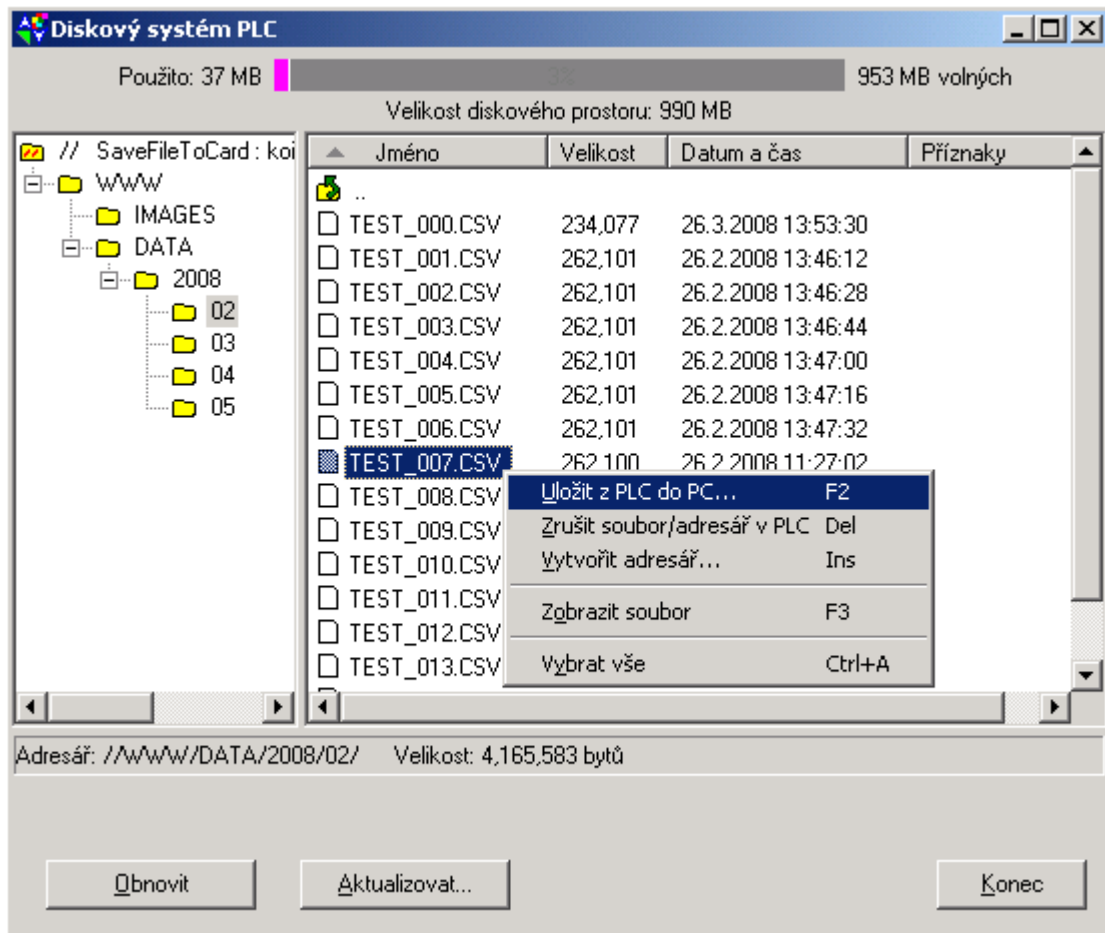 Diskový systém PLC
Použito: 37 MB 3% 953 MB volných
Velikost diskového prostoru: 990 MB
// SaveFileToCard : koi
WWW
IMAGES
DATA
2008
02
03
04
05
Jméno Velikost Datum a čas Příznaky
..
TEST_000.CSV 234,077 26.3.2008 13:53:30
TEST_001.CSV 262,101 26.2.2008 13:46:12
TEST_002.CSV 262,101 26.2.2008 13:46:28
TEST_003.CSV 262,101 26.2.2008 13:46:44
TEST_004.CSV 262,101 26.2.2008 13:47:00
TEST_005.CSV 262,101 26.2.2008 13:47:16
TEST_006.CSV 262,101 26.2.2008 13:47:32
TEST_007.CSV 262,100 26.2.2008 11:27:02
TEST_008.CSV
TEST_009.CSV
TEST_010.CSV
TEST_011.CSV
TEST_012.CSV
TEST_013.CSV
Uložit z PLC do PC... F2
Zrušit soubor/adresář v PLC Del
Vytvořit adresář... Ins
Zobrazit soubor F3
Vybrat vše Ctrl+A
Adresář: //WWW/DATA/2008/02/ Velikost: 4,165,583 bytů
Obnovit Aktualizovat... Konec